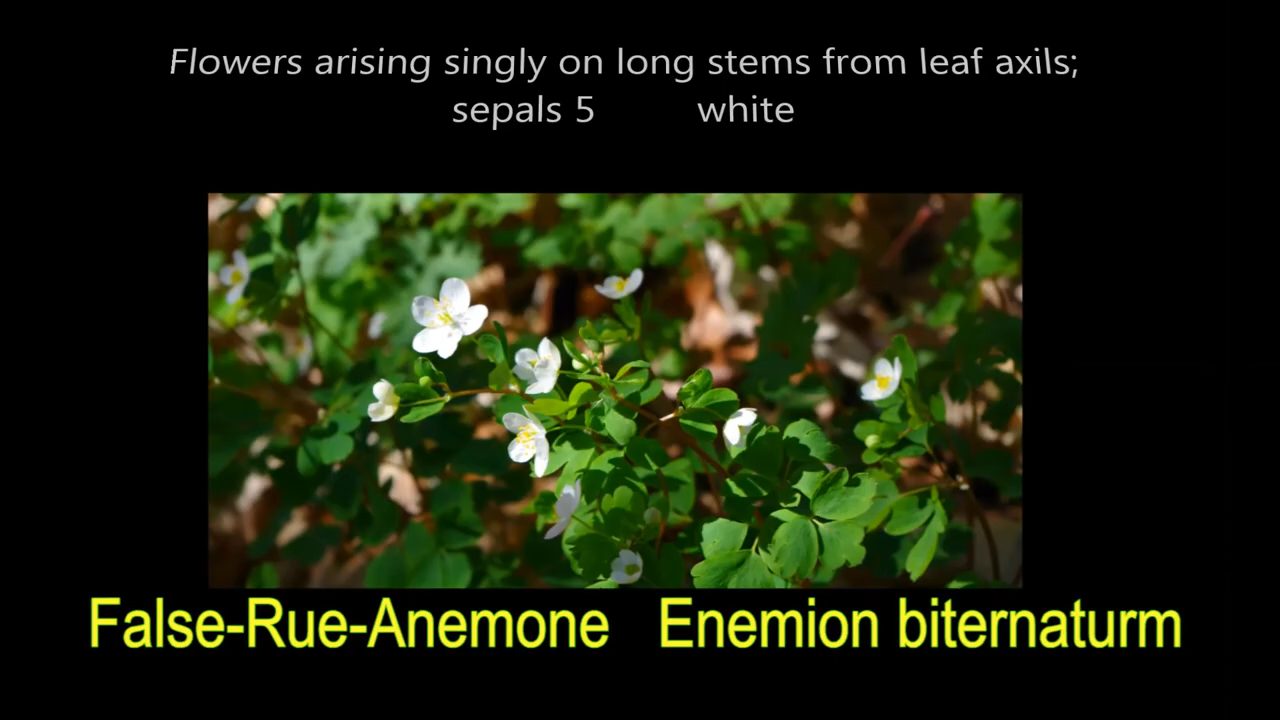 Flowers arising singly on long stems from leaf axils;
sepals 5 white
False-Rue-Anemone Enemion biternaturm